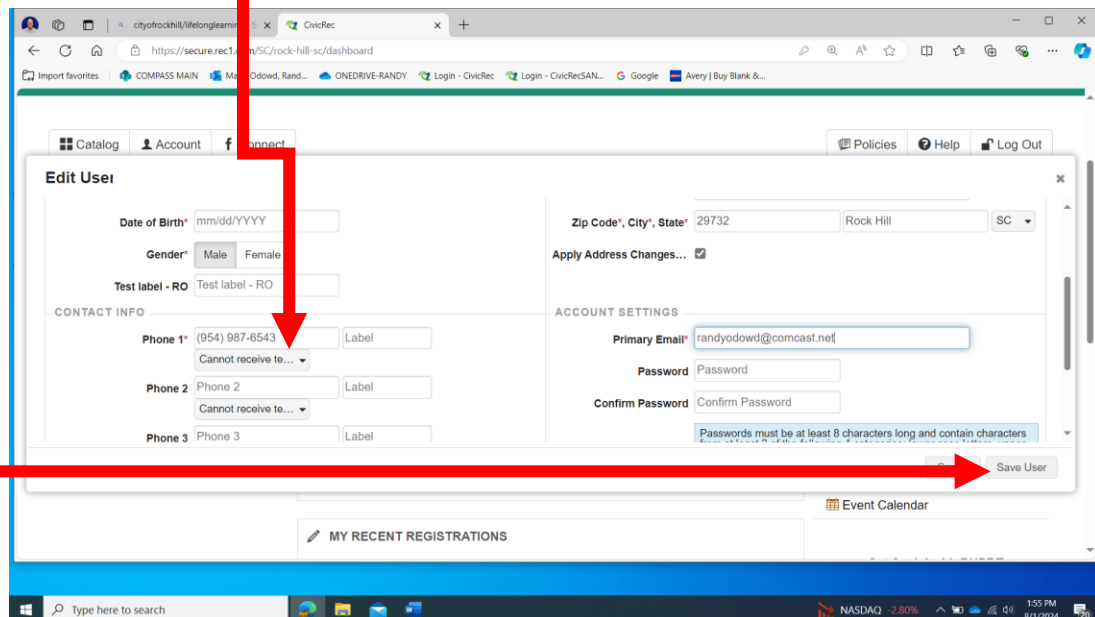 cityofrockhill/lifelonglearnin
CivicRec
https://secure.rec1.com/SC/rock-hill-sc/dashboard
Import favorites COMPASS MAIN Odowd, Rand... ONEDRIVE-RANDY Login - CivicRec Login - CivicRecSAN... Google Avery | Buy Blank &...
Catalog Account Connect Policies Help Log Out
Edit User
Date of Birth* mm/dd/YYYY Zip Code*, City*, State* 29732 Rock Hill SC
Gender* Male Female Apply Address Changes...
Test label - RO Test label - RO
CONTACT INFO ACCOUNT SETTINGS
Phone 1* (954) 987-6543 Label Primary Email* randyodowd@comcast.net
Cannot receive te...
Password Password
Phone 2 Phone 2 Label
Cannot receive te... Confirm Password Confirm Password
Phone 3 Phone 3 Label Passwords must be at least 8 characters long and contain characters
Save User
Event Calendar
MY RECENT REGISTRATIONS
Type here to search NASDAQ -2.80% 1:55 PM
8/1/2024
20